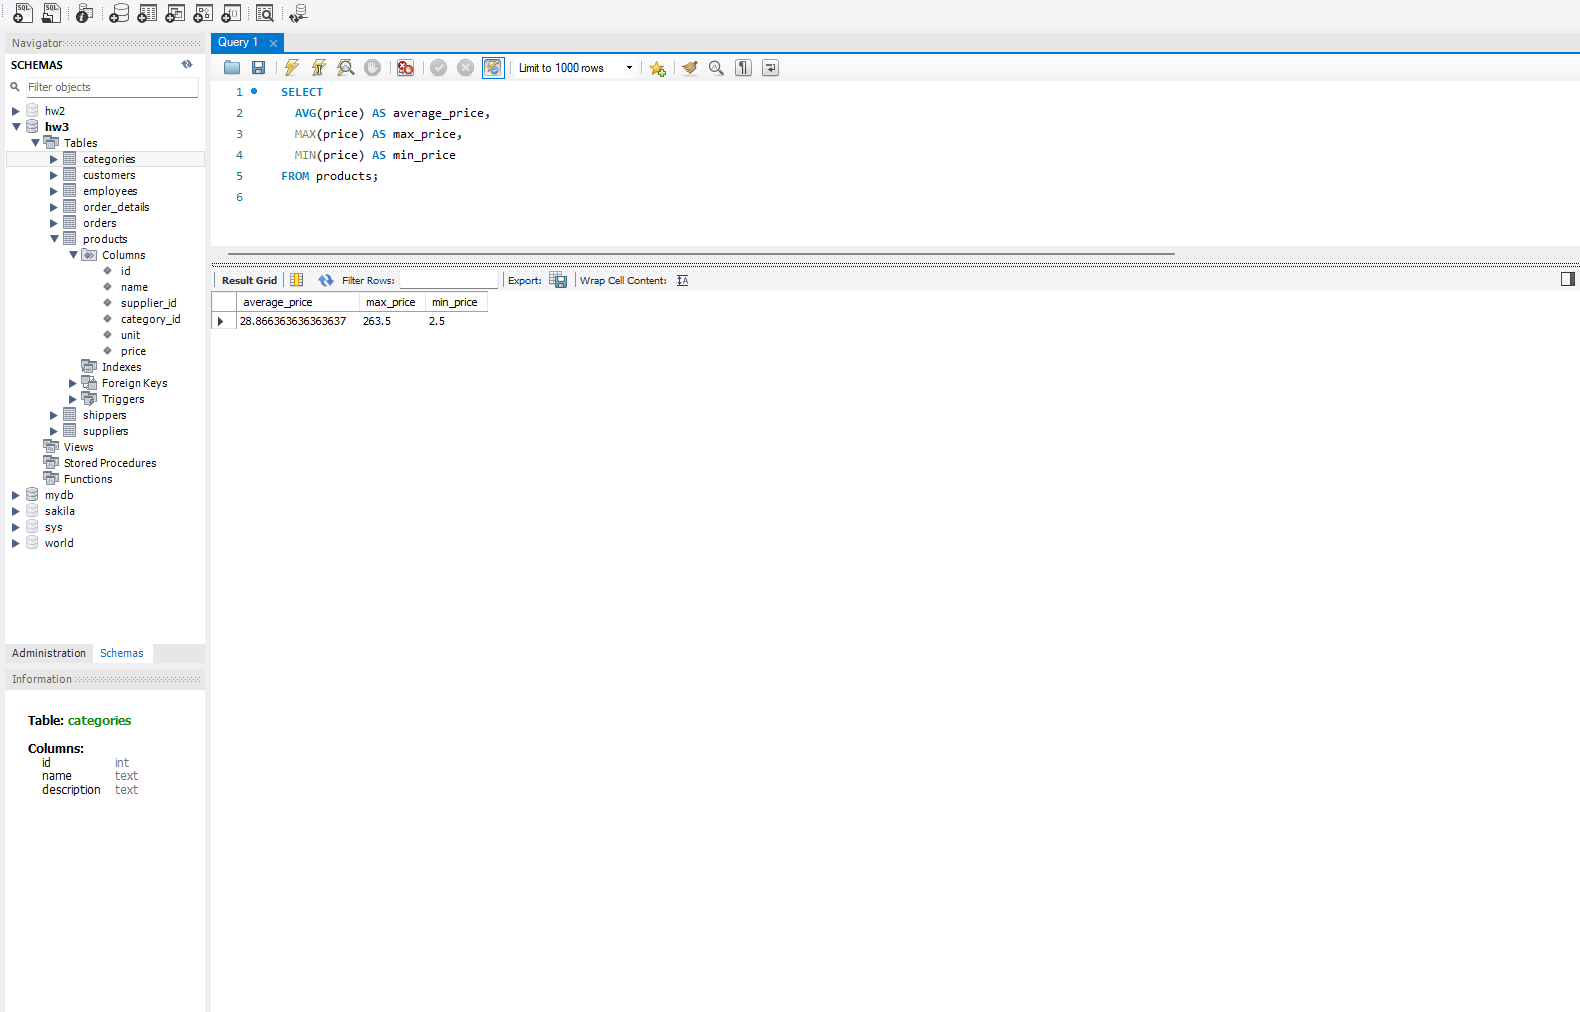 Navigator
SCHEMAS
Filter objects
hw2
hw3
Tables
categories
customers
employees
order_details
orders
products
Columns
id
name
supplier_id
category_id
unit
price
Indexes
Foreign Keys
Triggers
shippers
suppliers
Views
Stored Procedures
Functions
mydb
sakila
sys
world
Administration Schemas
Information
Table: categories
Columns:
id int
name text
description text
Query 1
Limit to 1000 rows
1 SELECT
2 AVG(price) AS average_price,
3 MAX(price) AS max_price,
4 MIN(price) AS min_price
5 FROM products;
6
Result Grid Filter Rows: Export: Wrap Cell Content:
average_price max_price min_price
28.866363636363637 263.5 2.5